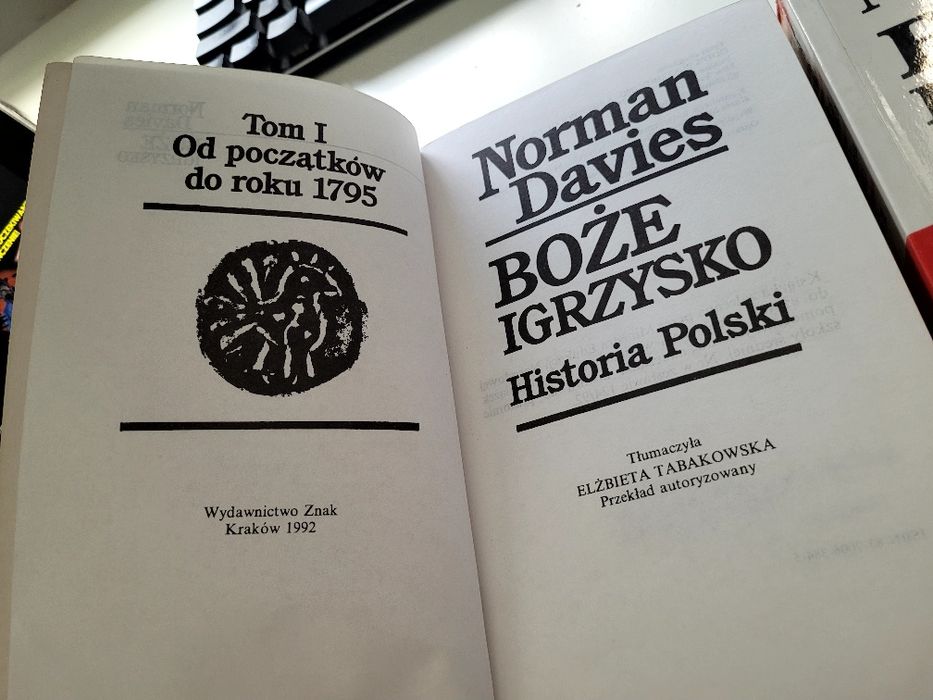 Tom I
Od początków
do roku 1795
Wydawnictwo Znak
Kraków 1992
Norman
Davies
BOŻE
IGRZYSKO
Historia Polski
Tłumaczyła
ELŻBIETA TABAKOWSKA
Przekład autoryzowany